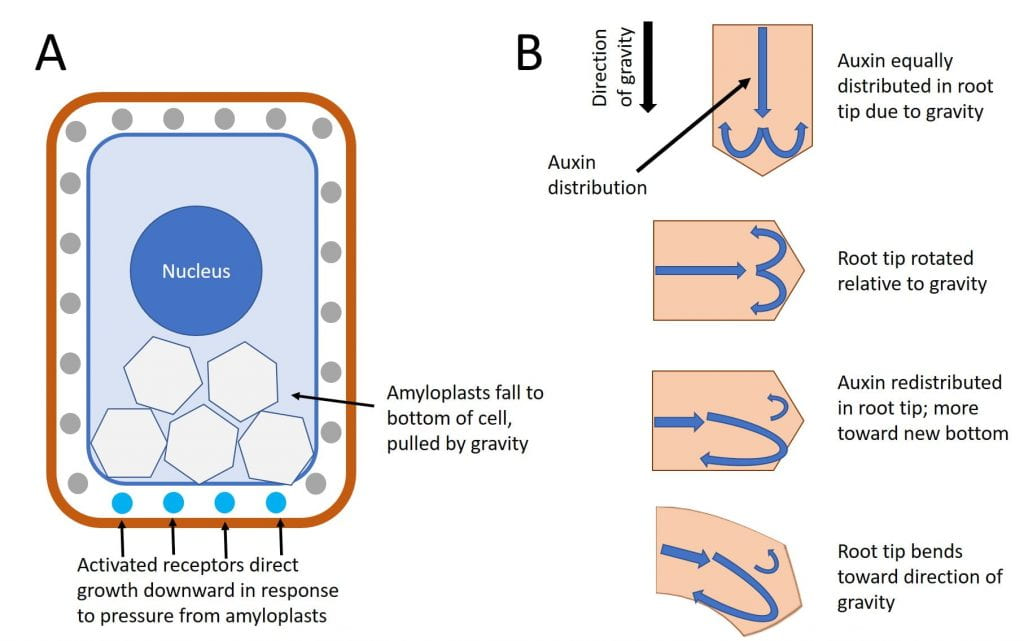 A
Nucleus
Amyloplasts fall to
bottom of cell,
pulled by gravity
Activated receptors direct
growth downward in response
to pressure from amyloplasts
B
Direction
of gravity
Auxin
distribution
Auxin equally
distributed in root
tip due to gravity
Root tip rotated
relative to gravity
Auxin redistributed
in root tip; more
toward new bottom
Root tip bends
toward direction of
gravity